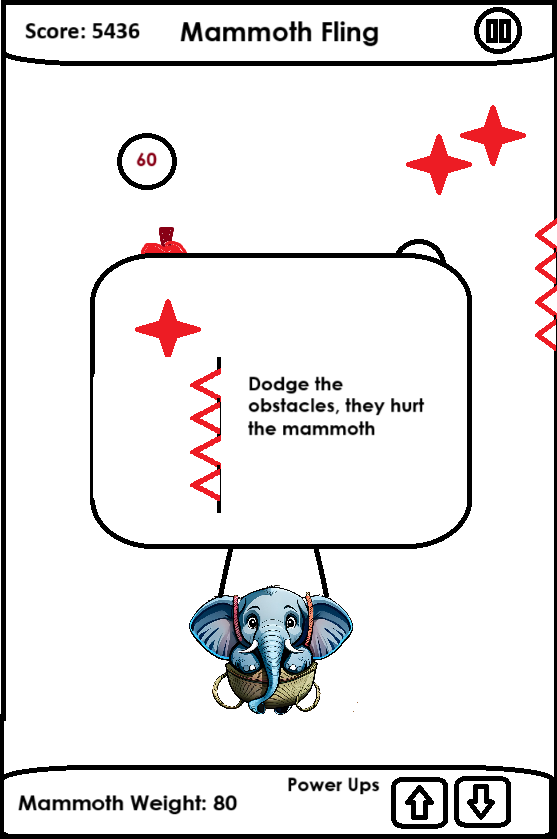 Score: 5436
Mammoth Fling
60
Dodge the
obstacles, they hurt
the mammoth
Power Ups
Mammoth Weight: 80